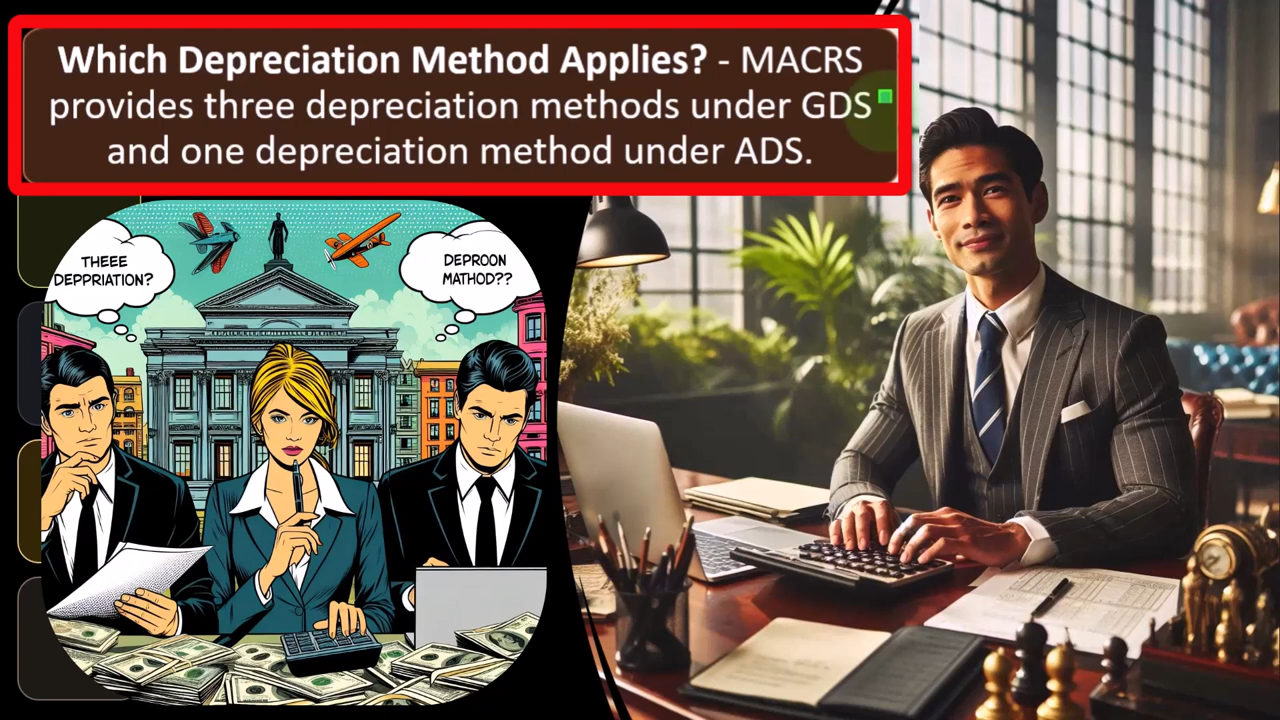 Which Depreciation Method Applies? - MACRS
provides three depreciation methods under GDS
and one depreciation method under ADS.
THEEE
DEPPRIATION?
DEPROON
MATHOD??